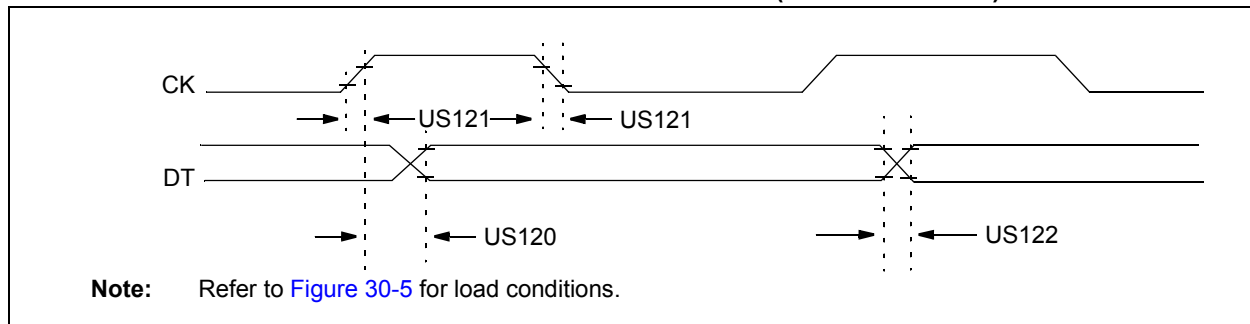 CK
US121
US121
DT
US120
US122
Note: Refer to Figure 30-5 for load conditions.